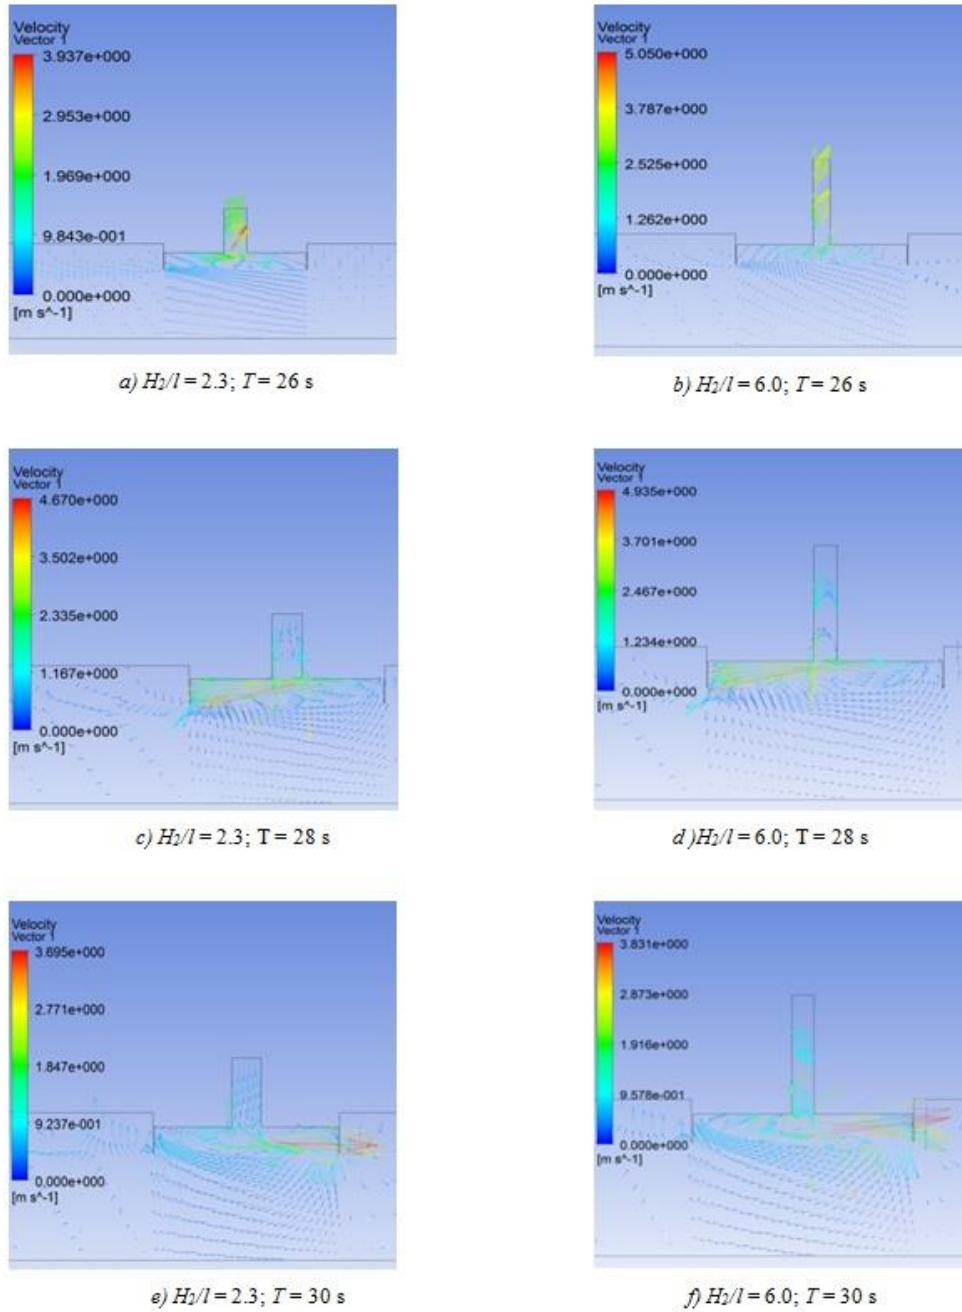 Velocity
Vector 1
3.937e+000
2.953e+000
1.969e+000
9.843e-001
0.000e+000
[m s^-1]
a) H2/l = 2.3; T = 26 s
Velocity
Vector 1
5.050e+000
3.787e+000
2.525e+000
1.262e+000
0.000e+000
[m s^-1]
b) H2/l = 6.0; T = 26 s
Velocity
Vector 1
4.670e+000
3.502e+000
2.335e+000
1.167e+000
0.000e+000
[m s^-1]
c) H2/l = 2.3; T = 28 s
Velocity
Vector 1
4.935e+000
3.701e+000
2.467e+000
1.234e+000
0.000e+000
[m s^-1]
d )H2/l = 6.0; T = 28 s
Velocity
Vector 1
3.695e+000
2.771e+000
1.847e+000
9.237e-001
0.000e+000
[m s^-1]
e) H2/l = 2.3; T = 30 s
Velocity
Vector 1
3.831e+000
2.873e+000
1.916e+000
9.578e-001
0.000e+000
[m s^-1]
f) H2/l = 6.0; T = 30 s